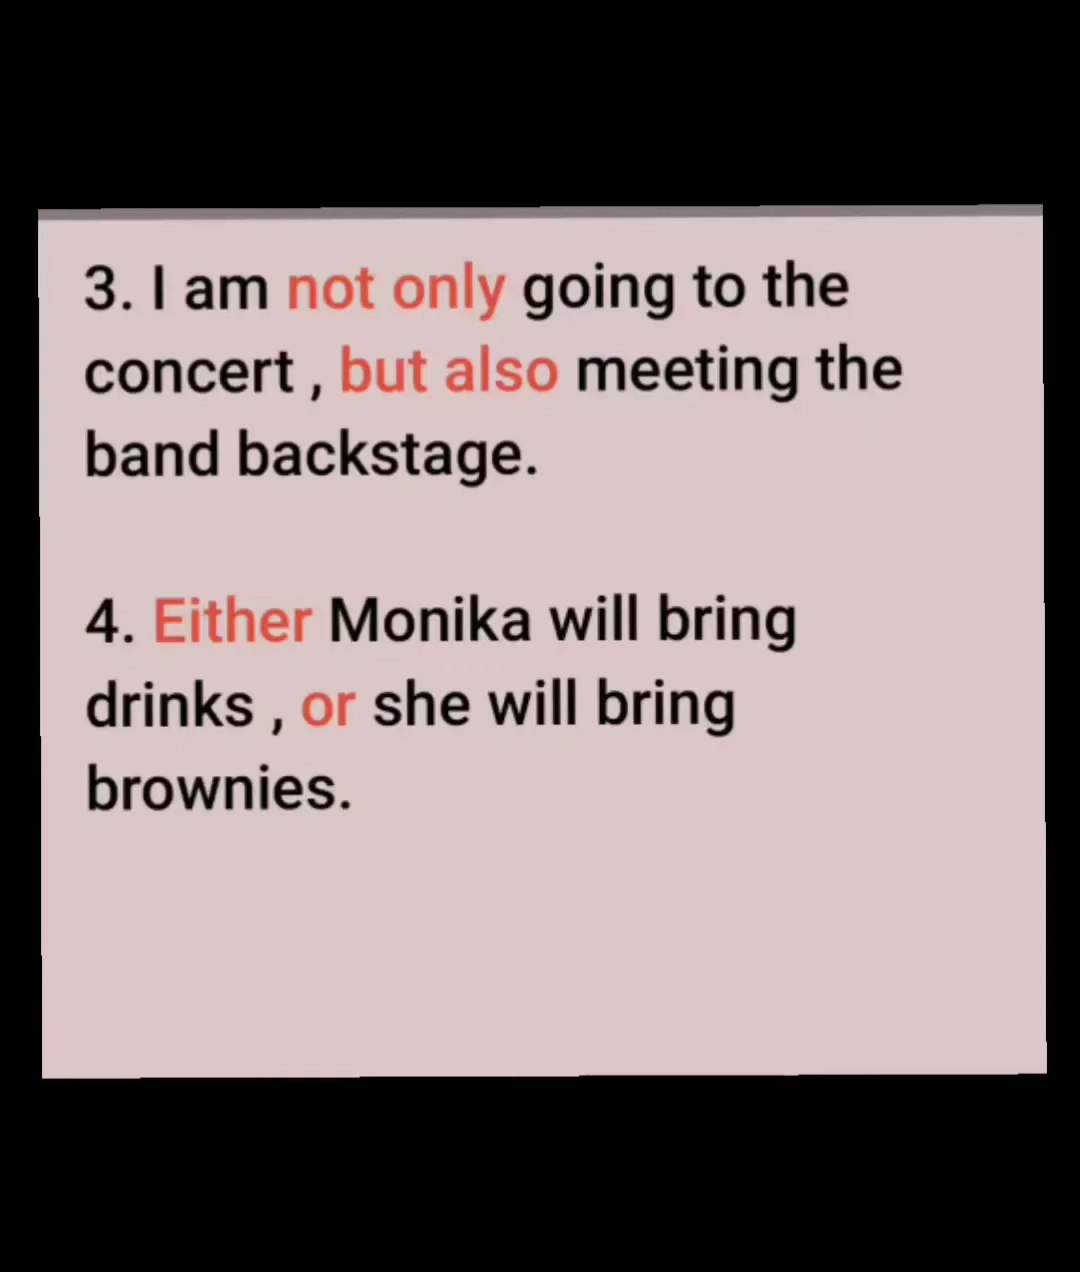 3. I am not only going to the
concert , but also meeting the
band backstage.
4. Either Monika will bring
drinks , or she will bring
brownies.